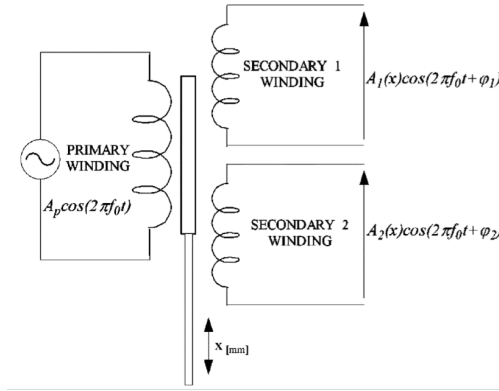 SECONDARY 1
WINDING
A₁(x)cos(2πf₀t+φ₁)
PRIMARY
WINDING
Aₚcos(2πf₀t)
SECONDARY 2
WINDING
A₂(x)cos(2πf₀t+φ₂)
x [mm]